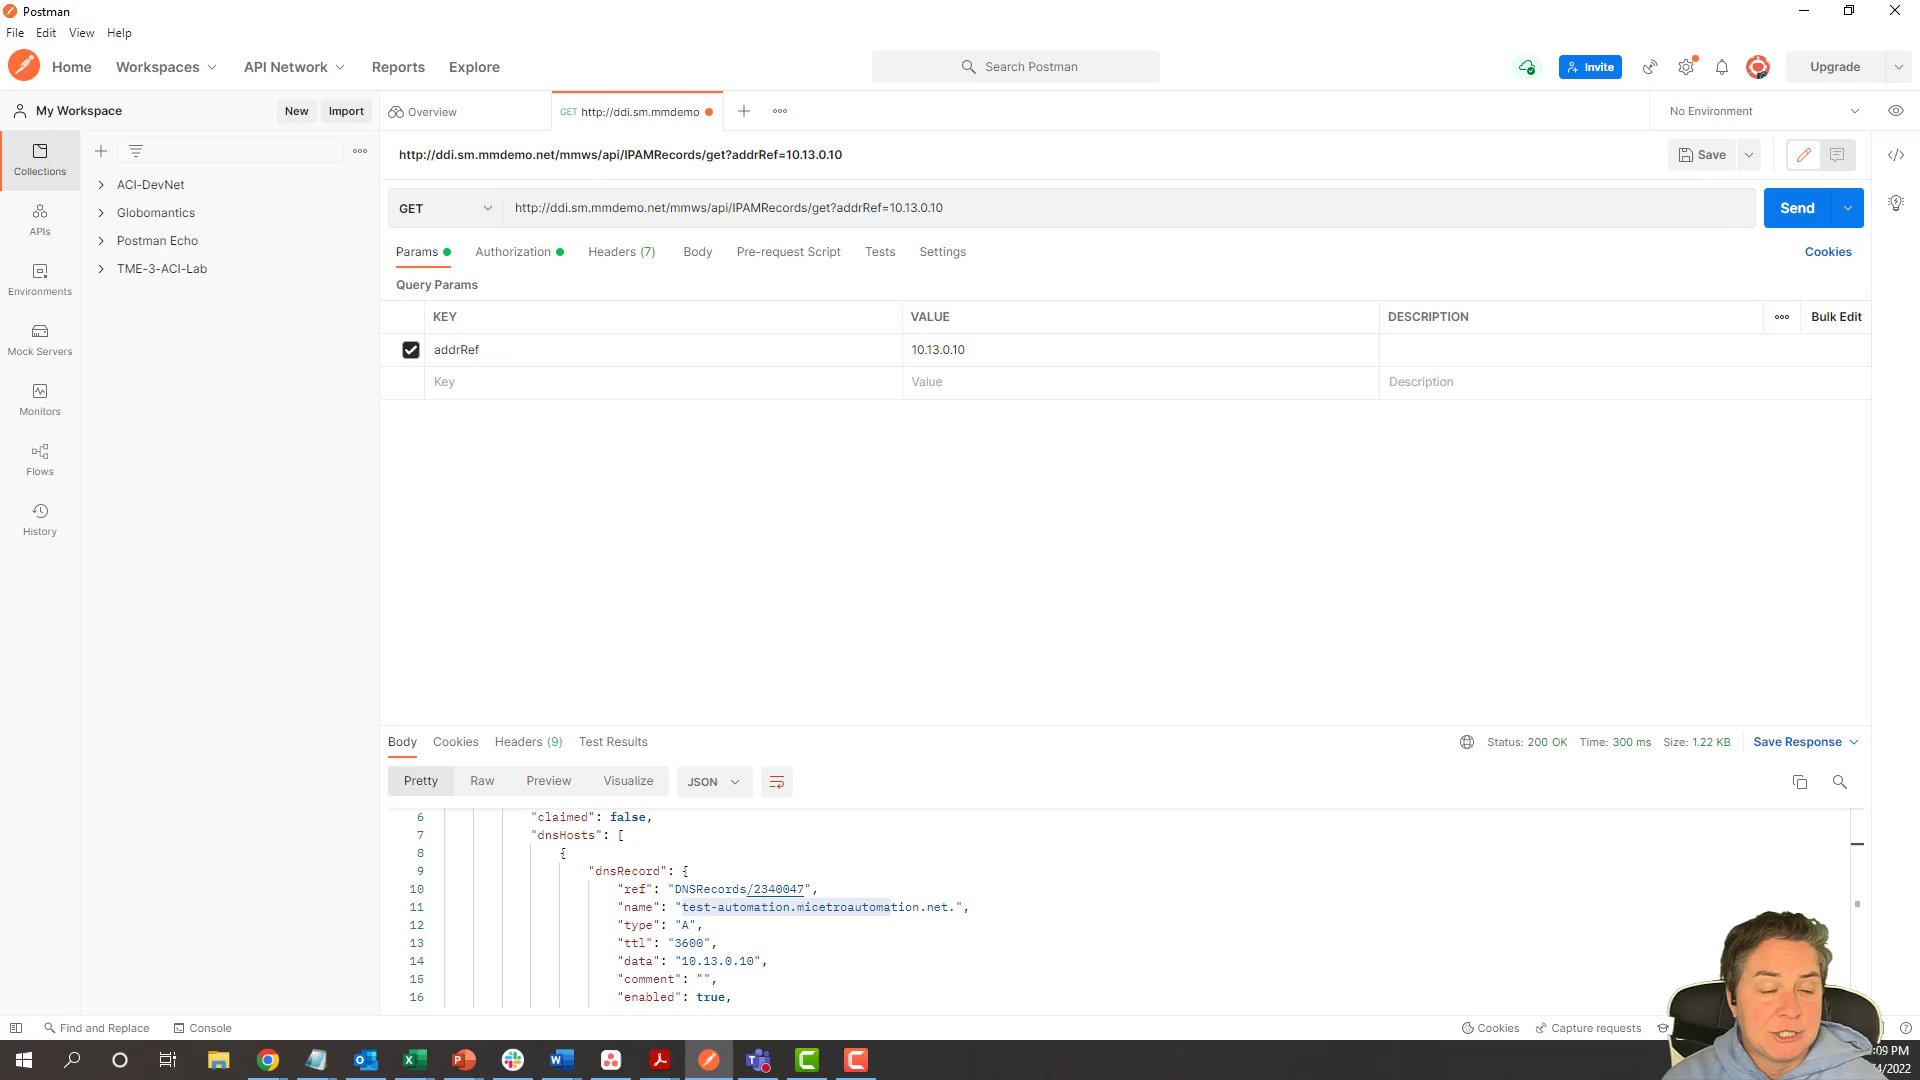 Postman
File Edit View Help
Home Workspaces API Network Reports Explore Search Postman Invite Upgrade
My Workspace New Import Overview GET http://ddi.sm.mmdemo No Environment
Collections
APIs
Environments
Mock Servers
Monitors
Flows
History
ACI-DevNet
Globomantics
Postman Echo
TME-3-ACI-Lab
http://ddi.sm.mmdemo.net/mmws/api/IPAMRecords/get?addrRef=10.13.0.10 Save
GET http://ddi.sm.mmdemo.net/mmws/api/IPAMRecords/get?addrRef=10.13.0.10 Send
Params Authorization Headers (7) Body Pre-request Script Tests Settings Cookies
Query Params
KEY VALUE DESCRIPTION Bulk Edit
addrRef 10.13.0.10
Key Value Description
Body Cookies Headers (9) Test Results Status: 200 OK Time: 300 ms Size: 1.22 KB Save Response
Pretty Raw Preview Visualize JSON
6 "claimed": false,
7 "dnsHosts": [
8 {
9 "dnsRecord": {
10 "ref": "DNSRecords/2340047",
11 "name": "test-automation.micetroautomation.net.",
12 "type": "A",
13 "ttl": "3600",
14 "data": "10.13.0.10",
15 "comment": "",
16 "enabled": true,
Find and Replace Console Cookies Capture requests
:09 PM
4/2022